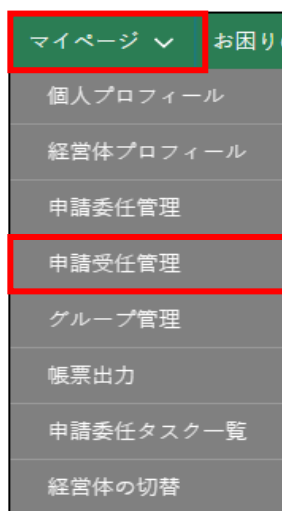 マイページ お困り
個人プロフィール
経営体プロフィール
申請委任管理
申請受任管理
グループ管理
帳票出力
申請委任タスク一覧
経営体の切替